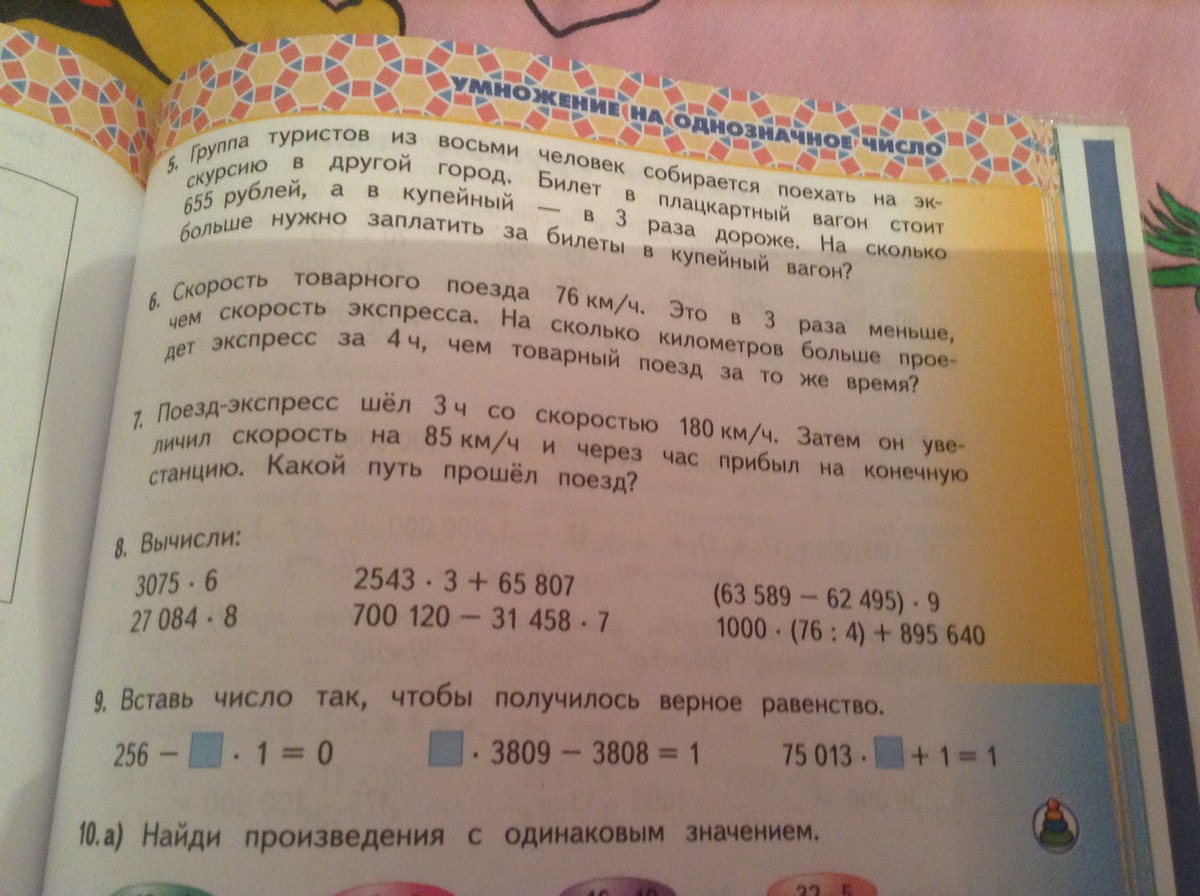 УМНОЖЕНИЕ НА ОДНОЗНАЧНОЕ ЧИСЛО
5. Группа туристов из восьми человек собирается поехать на эк-
скурсию в другой город. Билет в плацкартный вагон стоит
655 рублей, а в купейный — в 3 раза дороже. На сколько
больше нужно заплатить за билеты в купейный вагон?
6. Скорость товарного поезда 76 км/ч. Это в 3 раза меньше,
чем скорость экспресса. На сколько километров больше прое-
дет экспресс за 4 ч, чем товарный поезд за то же время?
7. Поезд-экспресс шёл 3 ч со скоростью 180 км/ч. Затем он уве-
личил скорость на 85 км/ч и через час прибыл на конечную
станцию. Какой путь прошёл поезд?
8. Вычисли:
3075 · 6 2543 · 3 + 65 807 (63 589 − 62 495) · 9
27 084 · 8 700 120 − 31 458 · 7 1000 · (76 : 4) + 895 640
9. Вставь число так, чтобы получилось верное равенство.
256 − · 1 = 0 · 3809 − 3808 = 1 75 013 · + 1 = 1
10. а) Найди произведения с одинаковым значением.
32 · 5